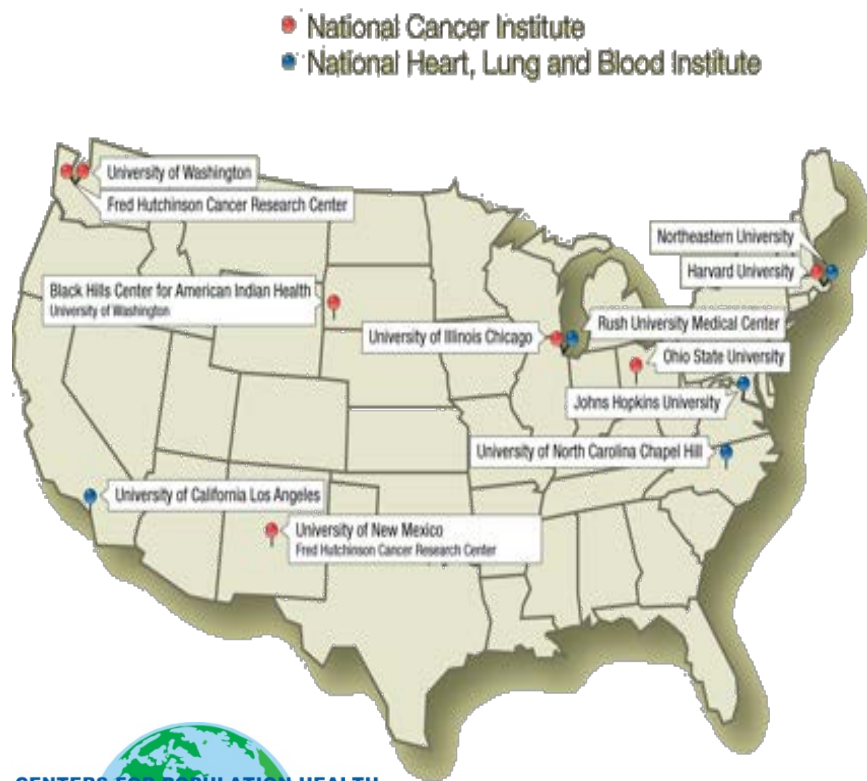 National Cancer Institute
National Heart, Lung and Blood Institute
University of Washington
Fred Hutchinson Cancer Research Center
Northeastern University
Harvard University
Black Hills Center for American Indian Health
University of Washington
University of Illinois Chicago
Rush University Medical Center
Ohio State University
Johns Hopkins University
University of North Carolina Chapel Hill
University of California Los Angeles
University of New Mexico
Fred Hutchinson Cancer Research Center
CENTERS FOR POPULATION HEALTH